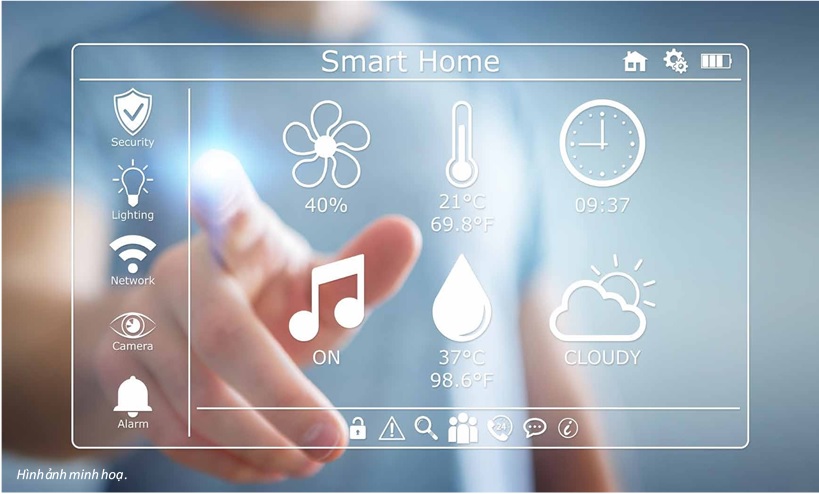 Smart Home
Security
Lighting
Network
Camera
Alarm
40%
21°C
69.8°F
09:37
ON
37°C
98.6°F
CLOUDY
24
Hình ảnh minh hoạ.